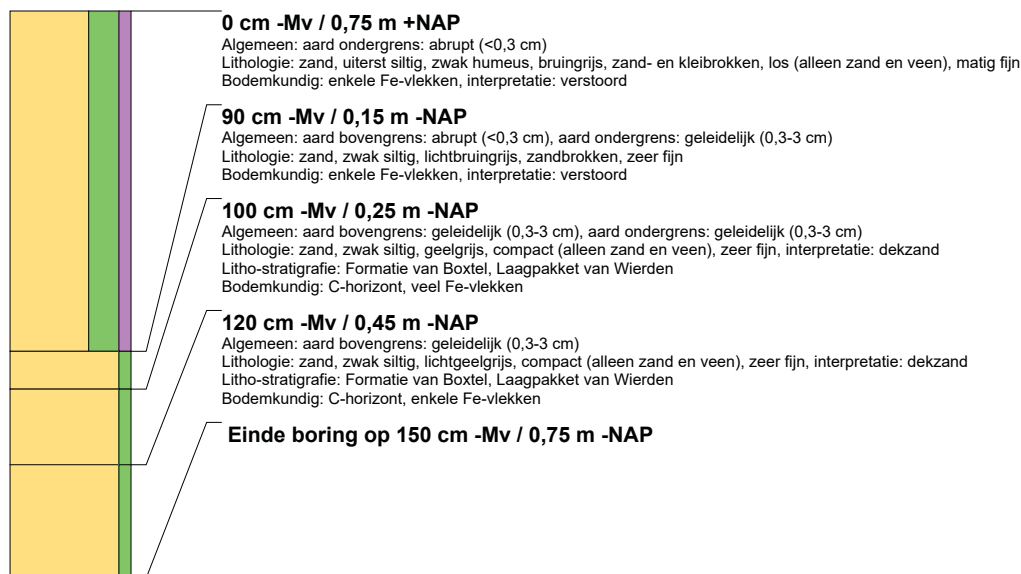 0 cm -Mv / 0,75 m +NAP
Algemeen: aard ondergrens: abrupt (<0,3 cm)
Lithologie: zand, uiterst siltig, zwak humeus, bruingrijs, zand- en kleibrokken, los (alleen zand en veen), matig fijn
Bodemkundig: enkele Fe-vlekken, interpretatie: verstoord
90 cm -Mv / 0,15 m -NAP
Algemeen: aard bovengrens: abrupt (<0,3 cm), aard ondergrens: geleidelijk (0,3-3 cm)
Lithologie: zand, zwak siltig, lichtbruingrijs, zandbrokken, zeer fijn
Bodemkundig: enkele Fe-vlekken, interpretatie: verstoord
100 cm -Mv / 0,25 m -NAP
Algemeen: aard bovengrens: geleidelijk (0,3-3 cm), aard ondergrens: geleidelijk (0,3-3 cm)
Lithologie: zand, zwak siltig, geelgrijs, compact (alleen zand en veen), zeer fijn, interpretatie: dekzand
Litho-stratigrafie: Formatie van Boxtel, Laagpakket van Wierden
Bodemkundig: C-horizont, veel Fe-vlekken
120 cm -Mv / 0,45 m -NAP
Algemeen: aard bovengrens: geleidelijk (0,3-3 cm)
Lithologie: zand, zwak siltig, lichtgeelgrijs, compact (alleen zand en veen), zeer fijn, interpretatie: dekzand
Litho-stratigrafie: Formatie van Boxtel, Laagpakket van Wierden
Bodemkundig: C-horizont, enkele Fe-vlekken
Einde boring op 150 cm -Mv / 0,75 m -NAP